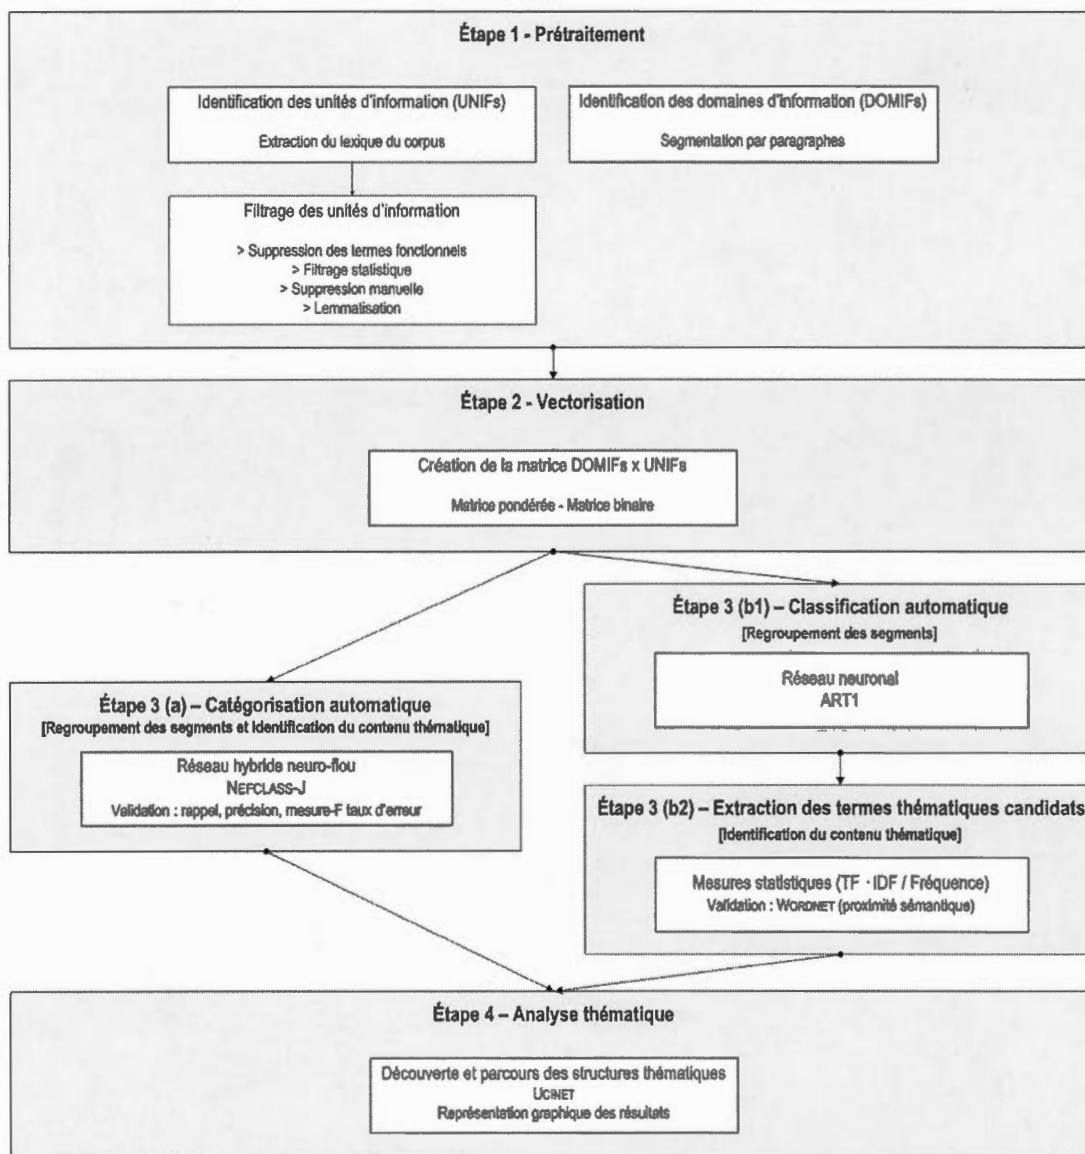 Étape 1 - Prétraitement
Identification des unités d'information (UNIFs)
Extraction du lexique du corpus
Identification des domaines d'information (DOMIFs)
Segmentation par paragraphes
Filtrage des unités d'information
> Suppression des termes fonctionnels
> Filtrage statistique
> Suppression manuelle
> Lemmatisation
Étape 2 - Vectorisation
Création de la matrice DOMIFs x UNIFs
Matrice pondérée - Matrice binaire
Étape 3 (b1) – Classification automatique
[Regroupement des segments]
Réseau neuronal
ART1
Étape 3 (a) – Catégorisation automatique
[Regroupement des segments et identification du contenu thématique]
Réseau hybride neuro-flou
NEFCLASS-J
Validation : rappel, précision, mesure-F taux d'erreur
Étape 3 (b2) – Extraction des termes thématiques candidats
[Identification du contenu thématique]
Mesures statistiques (TF · IDF / Fréquence)
Validation : WORDNET (proximité sémantique)
Étape 4 – Analyse thématique
Découverte et parcours des structures thématiques
UCINET
Représentation graphique des résultats